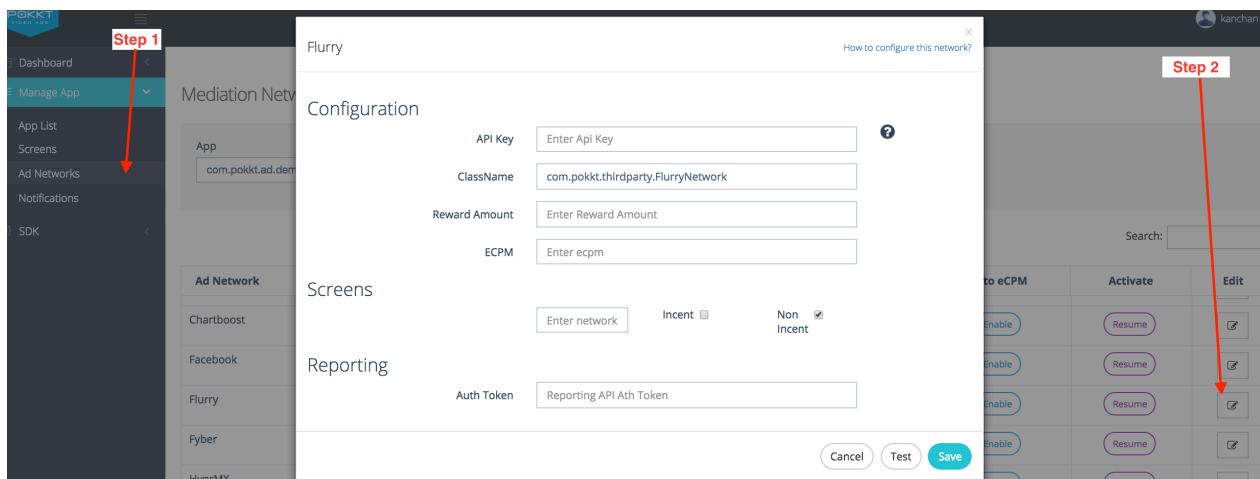 POKKT
VIDEO ADS
Step 1
kanchan
Dashboard
Manage App
App List
Screens
Ad Networks
Notifications
SDK
Mediation Netw
App
com.pokkt.ad.dem
x
Flurry
How to configure this network?
Configuration
API Key
Enter Api Key
ClassName
com.pokkt.thirdparty.FlurryNetwork
Reward Amount
Enter Reward Amount
ECPM
Enter ecpm
Screens
Enter network
Incent
Non
Incent
Reporting
Auth Token
Reporting API Ath Token
Cancel
Test
Save
Step 2
Search:
Ad Network
to eCPM
Activate
Edit
Chartboost
Enable
Resume
Facebook
Enable
Resume
Flurry
Enable
Resume
Fyber
Enable
Resume